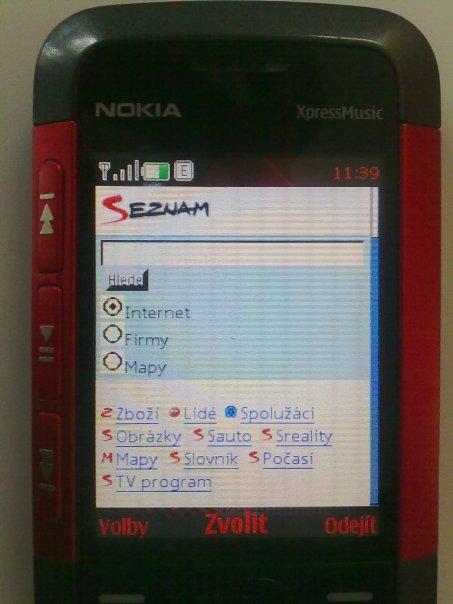 NOKIA XpressMusic
E 11:39
SEZNAM
Hledej
Internet
Firmy
Mapy
Zboží Lidé Spolužáci
Obrázky Sauto Sreality
Mapy Slovník Počasí
TV program
Volby Zvolit Odejít